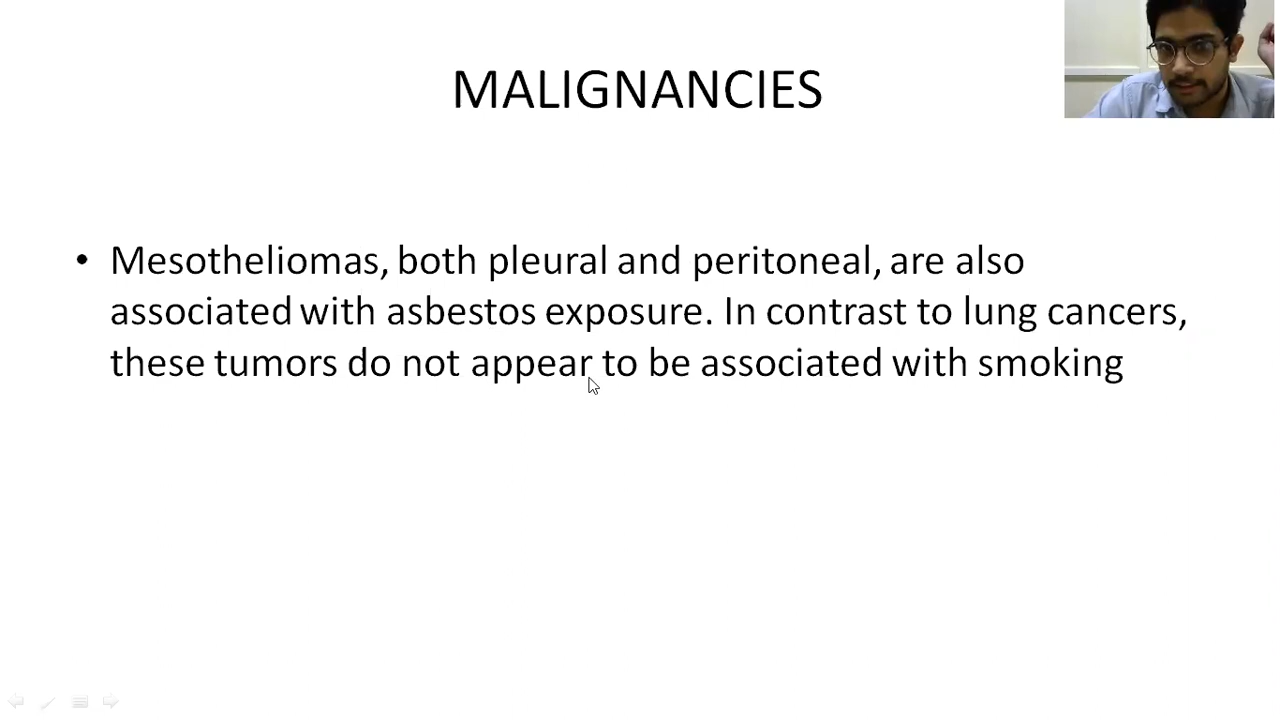 MALIGNANCIES
• Mesotheliomas, both pleural and peritoneal, are also
associated with asbestos exposure. In contrast to lung cancers,
these tumors do not appear to be associated with smoking